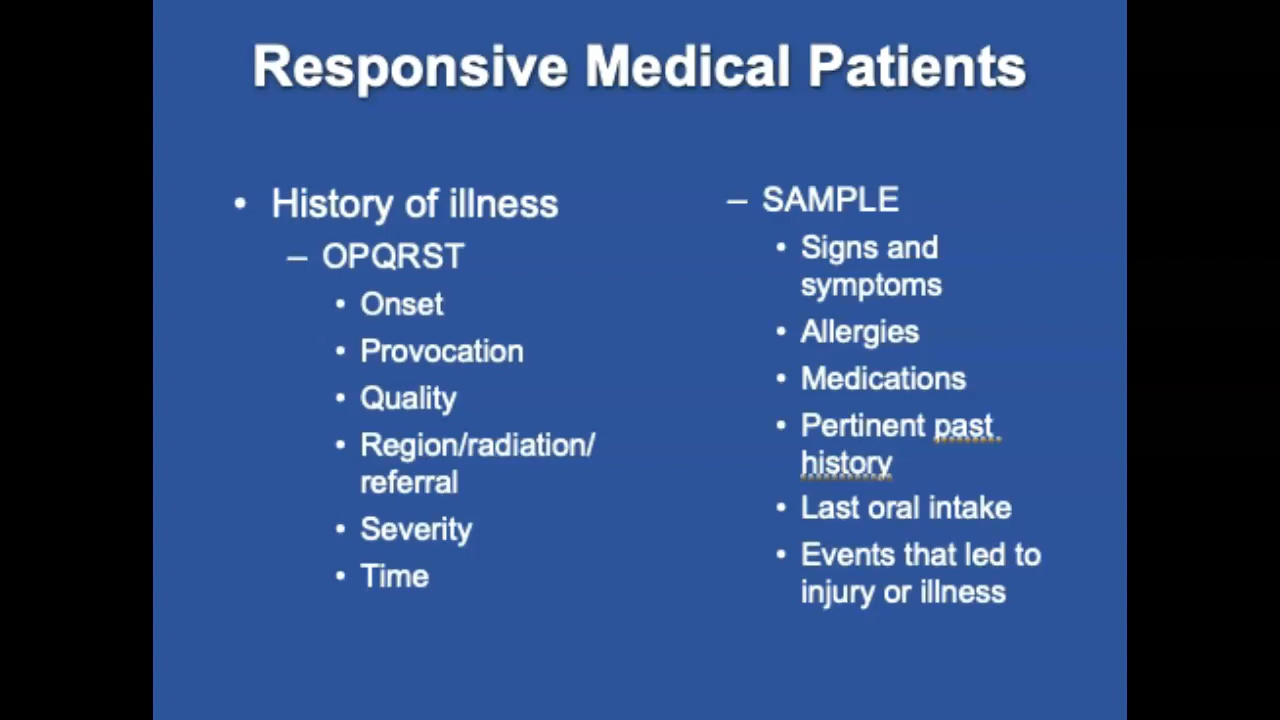 Responsive Medical Patients
• History of illness
– OPQRST
• Onset
• Provocation
• Quality
• Region/radiation/
referral
• Severity
• Time
– SAMPLE
• Signs and
symptoms
• Allergies
• Medications
• Pertinent past
history
• Last oral intake
• Events that led to
injury or illness